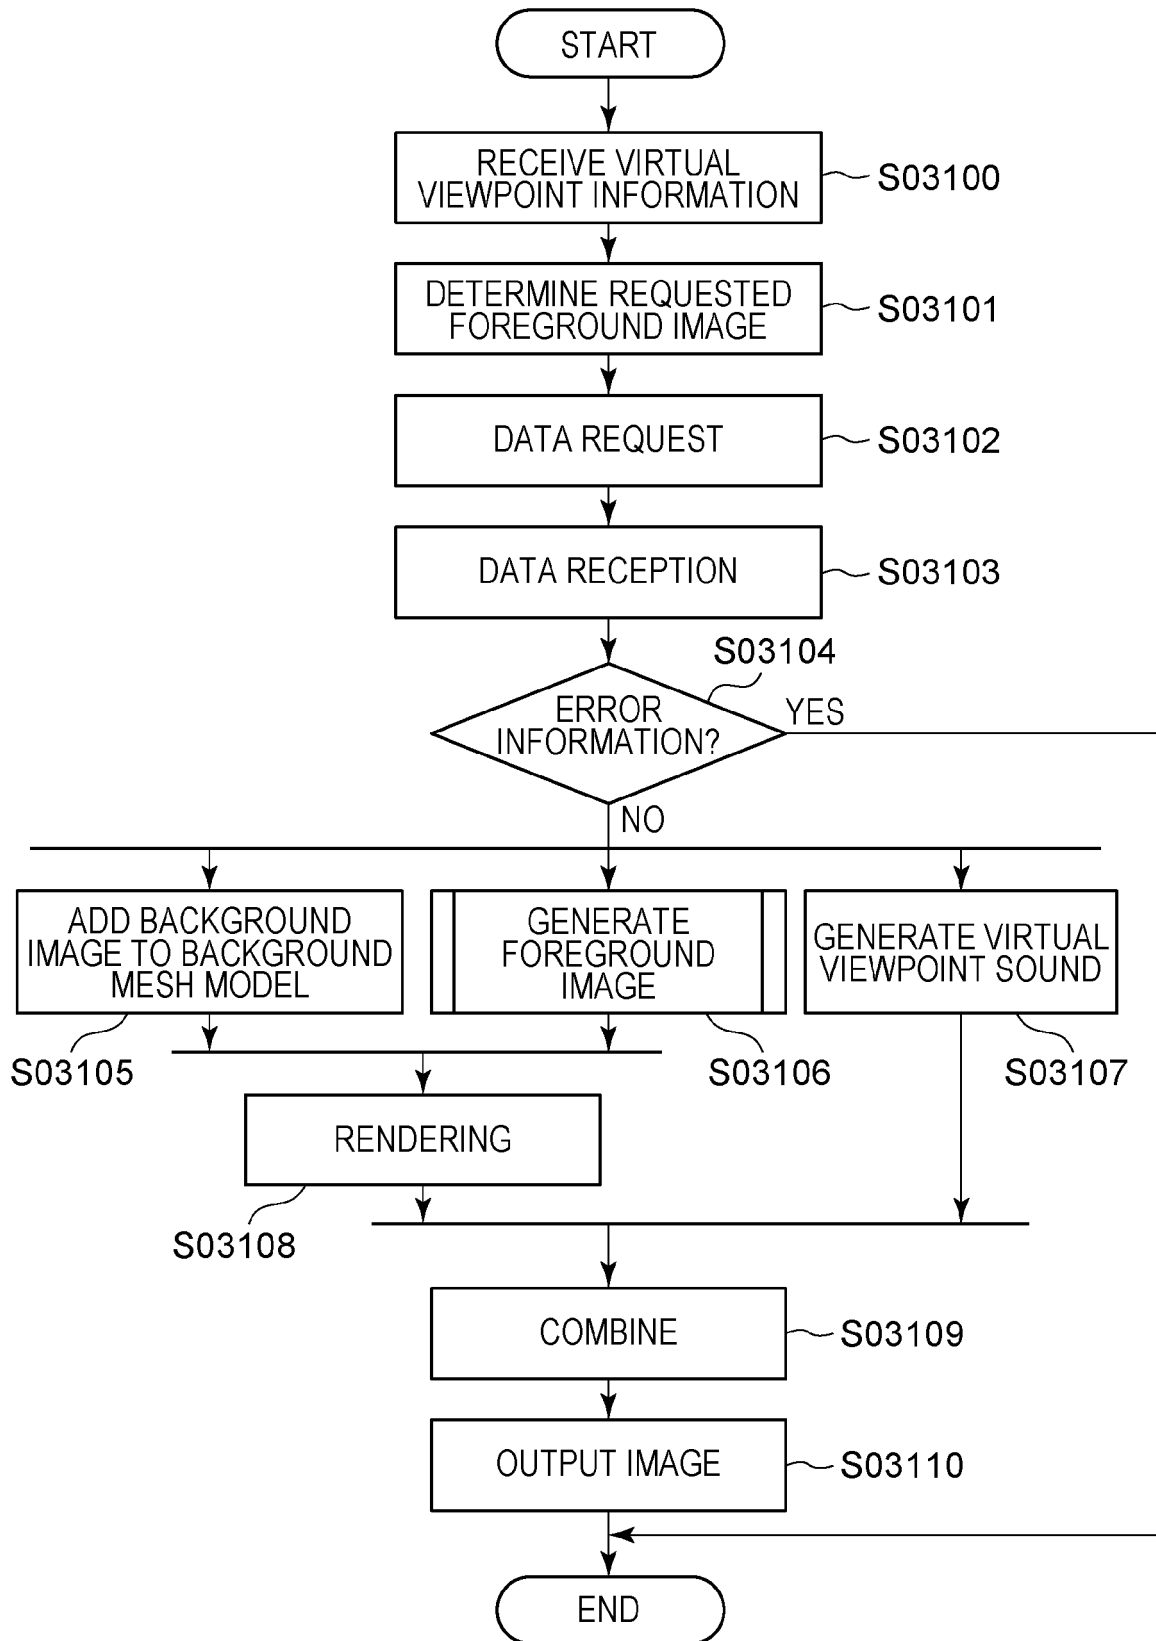 START
RECEIVE VIRTUAL
VIEWPOINT INFORMATION
S03100
DETERMINE REQUESTED
FOREGROUND IMAGE
S03101
DATA REQUEST
S03102
DATA RECEPTION
S03103
S03104
ERROR
INFORMATION?
YES
NO
ADD BACKGROUND
IMAGE TO BACKGROUND
MESH MODEL
GENERATE
FOREGROUND
IMAGE
GENERATE VIRTUAL
VIEWPOINT SOUND
S03105
S03106
S03107
RENDERING
S03108
COMBINE
S03109
OUTPUT IMAGE
S03110
END